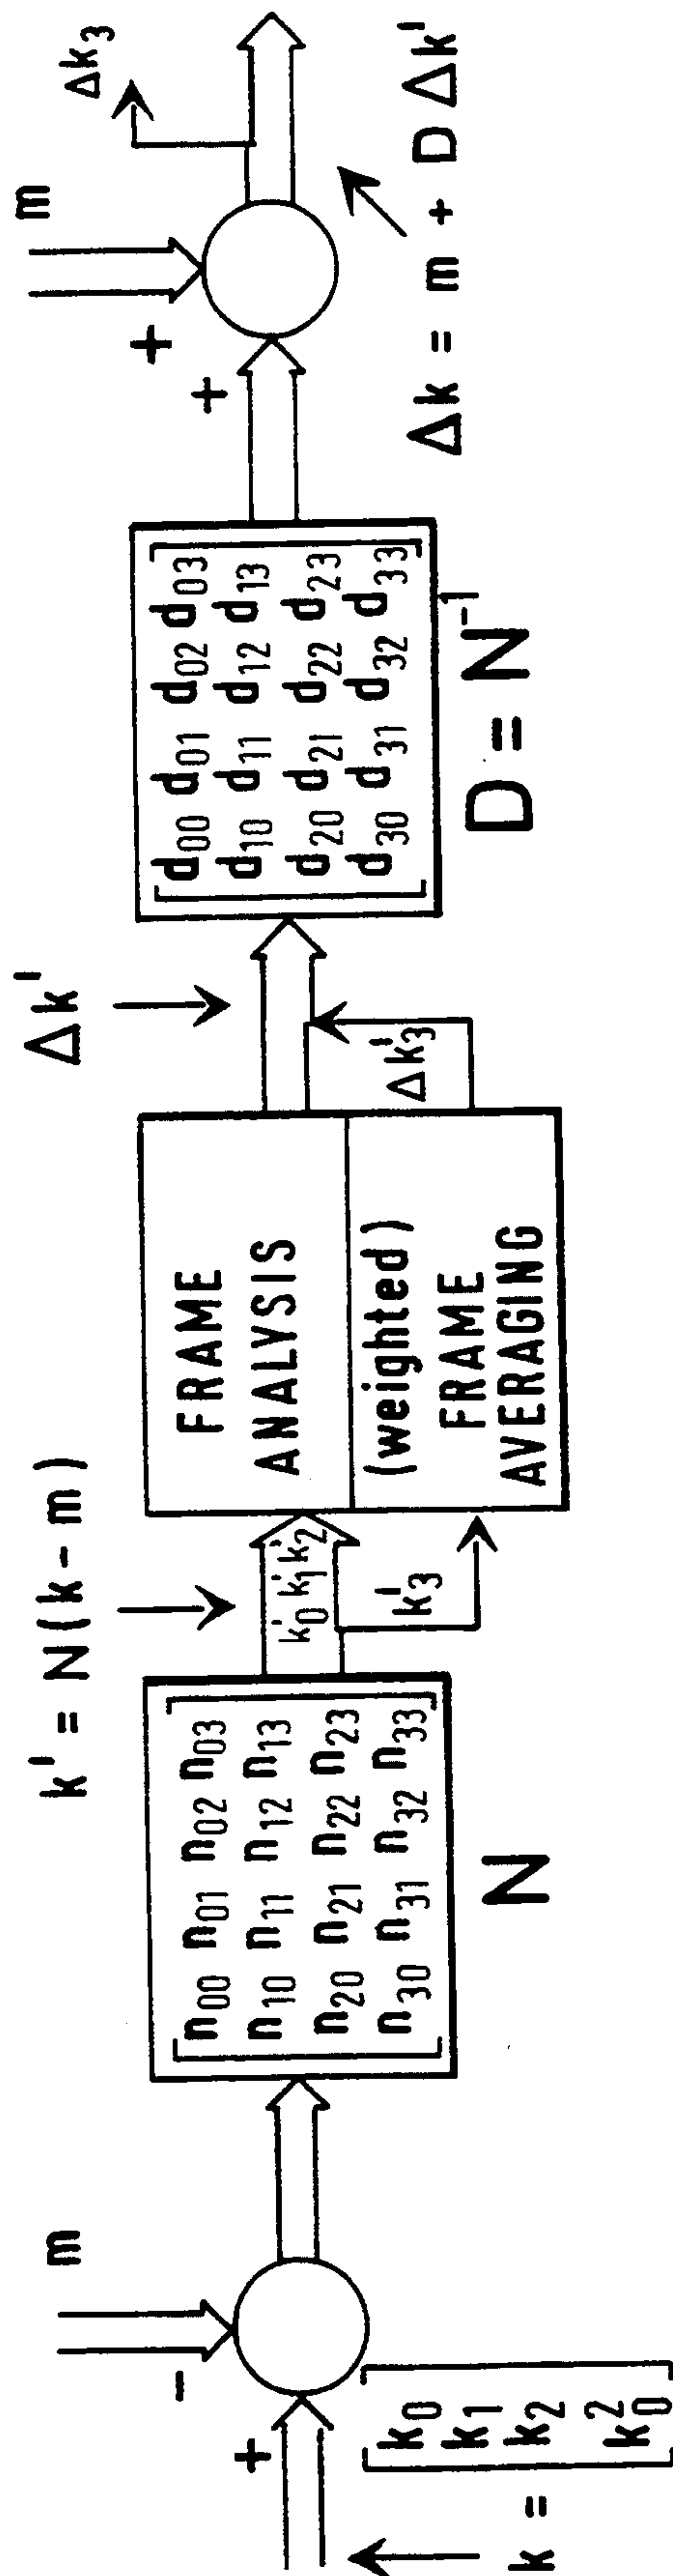 k =
k₀
k₁
k₂
k₀²
+
-
m
n₀₀ n₀₁ n₀₂ n₀₃
n₁₀ n₁₁ n₁₂ n₁₃
n₂₀ n₂₁ n₂₂ n₂₃
n₃₀ n₃₁ n₃₂ n₃₃
N
k' = N(k - m)
k'₀ k'₁ k'₂
k'₃
FRAME
ANALYSIS
(weighted)
FRAME
AVERAGING
Δk'
Δk'₃
d₀₀ d₀₁ d₀₂ d₀₃
d₁₀ d₁₁ d₁₂ d₁₃
d₂₀ d₂₁ d₂₂ d₂₃
d₃₀ d₃₁ d₃₂ d₃₃
D = N⁻¹
+
+
m
Δk₃
Δk = m + D Δk'